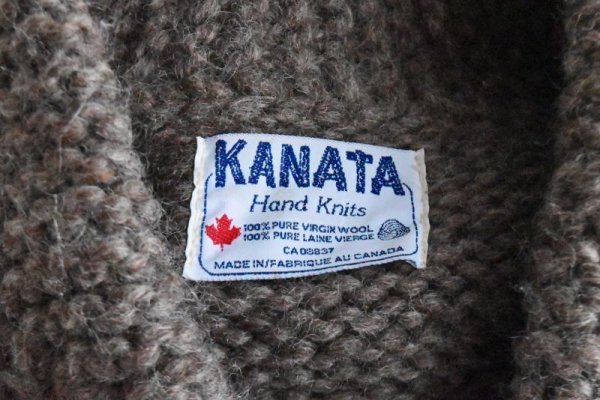 KANATA
Hand Knits
100% PURE VIRGIN WOOL
100% PURE LAINE VIERGE
CA 08837
MADE IN/FABRIQUE AU CANADA